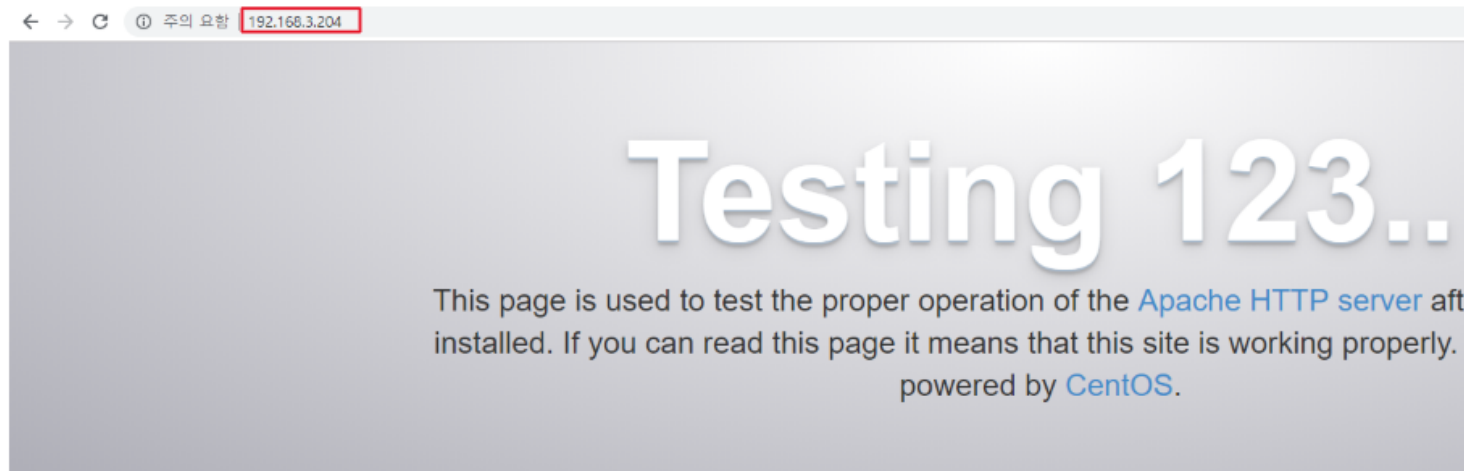 주의 요함 192.168.3.204
Testing 123..
This page is used to test the proper operation of the Apache HTTP server aft
installed. If you can read this page it means that this site is working properly.
powered by CentOS.